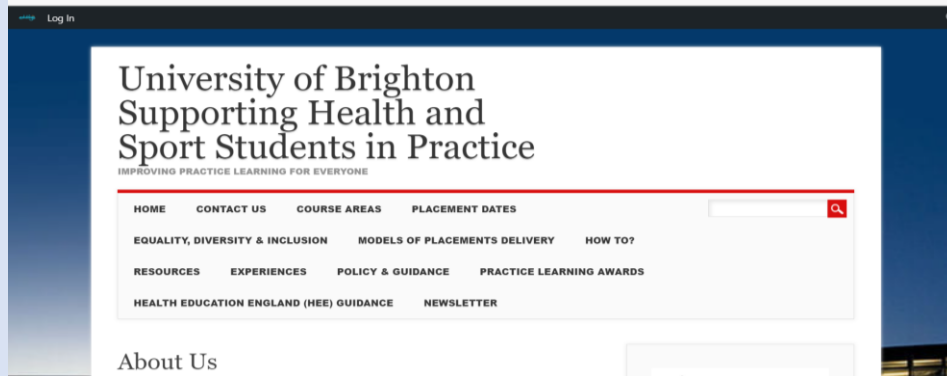 Log In
University of Brighton
Supporting Health and
Sport Students in Practice
IMPROVING PRACTICE LEARNING FOR EVERYONE
HOME CONTACT US COURSE AREAS PLACEMENT DATES
EQUALITY, DIVERSITY & INCLUSION MODELS OF PLACEMENTS DELIVERY HOW TO?
RESOURCES EXPERIENCES POLICY & GUIDANCE PRACTICE LEARNING AWARDS
HEALTH EDUCATION ENGLAND (HEE) GUIDANCE NEWSLETTER
About Us